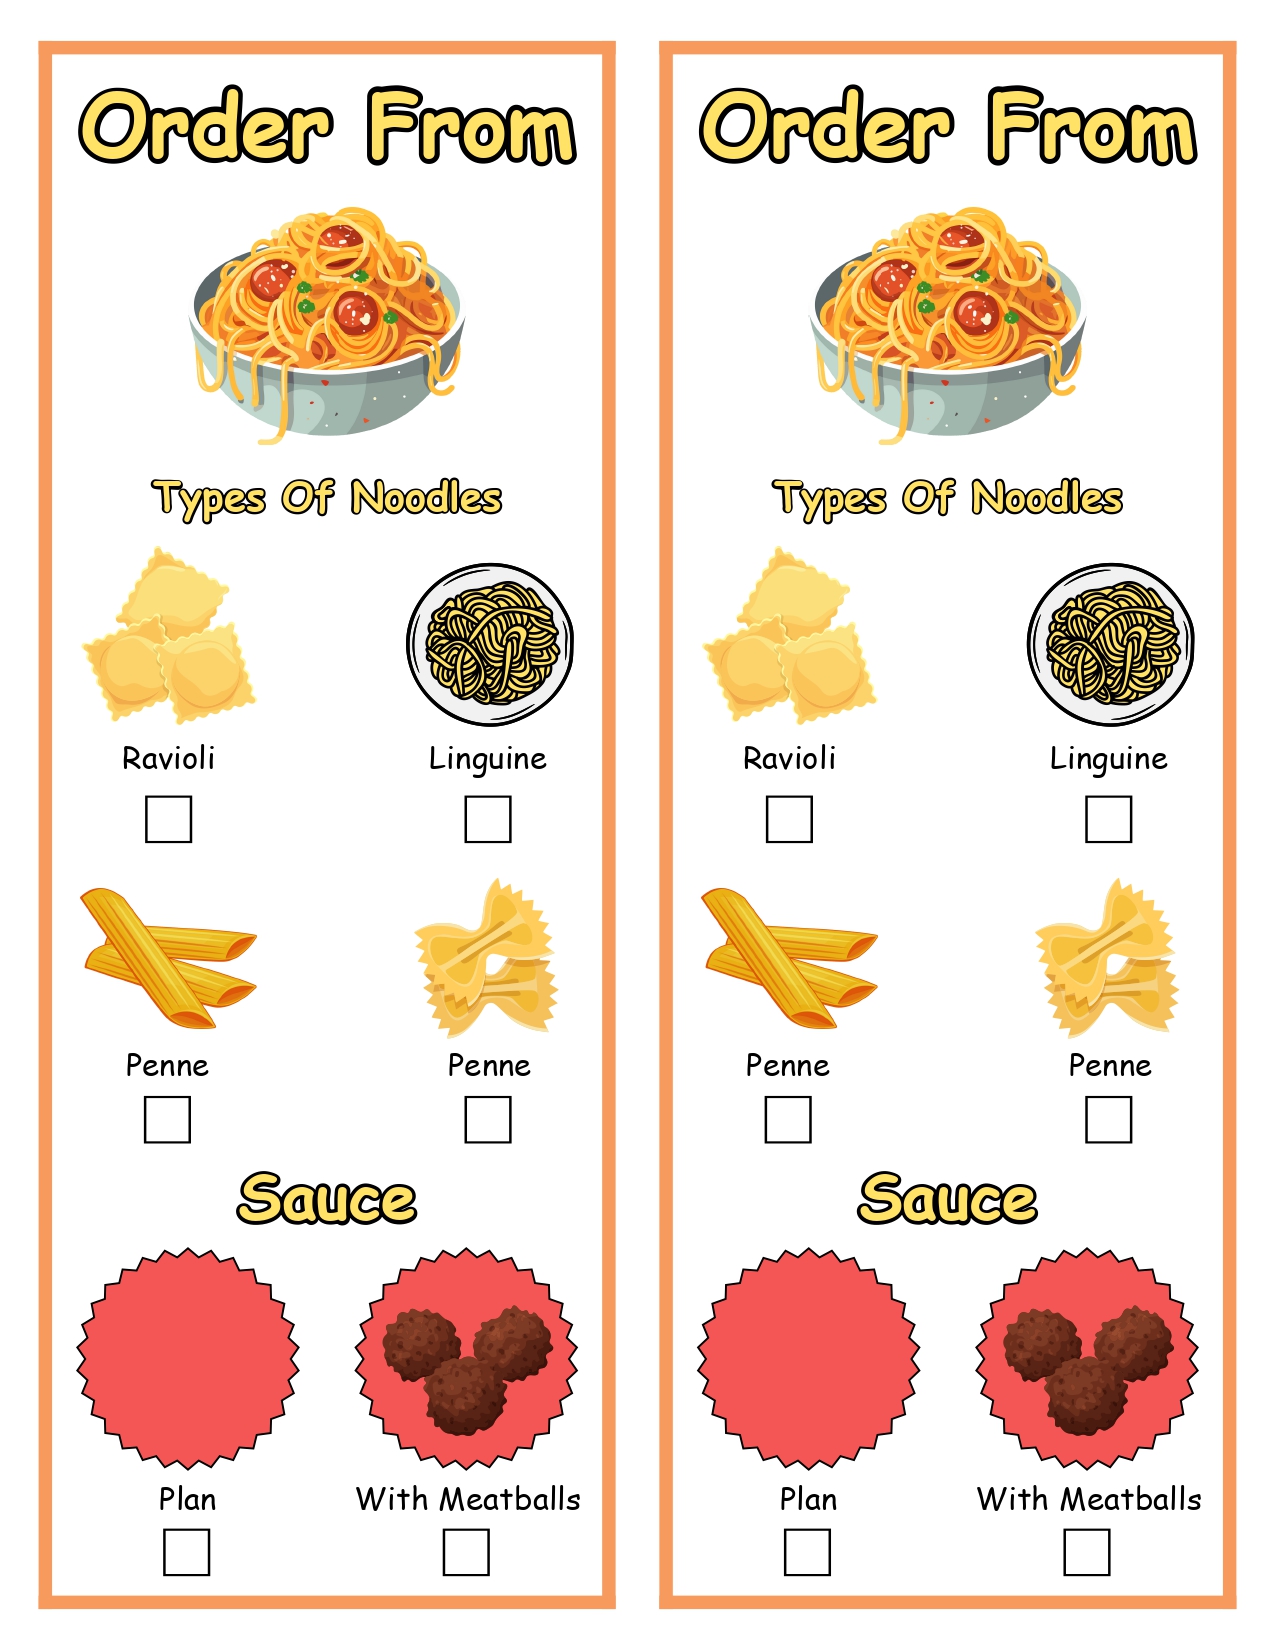 Order From
Types Of Noodles
Ravioli
Linguine
Penne
Penne
Sauce
Plan
With Meatballs
Order From
Types Of Noodles
Ravioli
Linguine
Penne
Penne
Sauce
Plan
With Meatballs